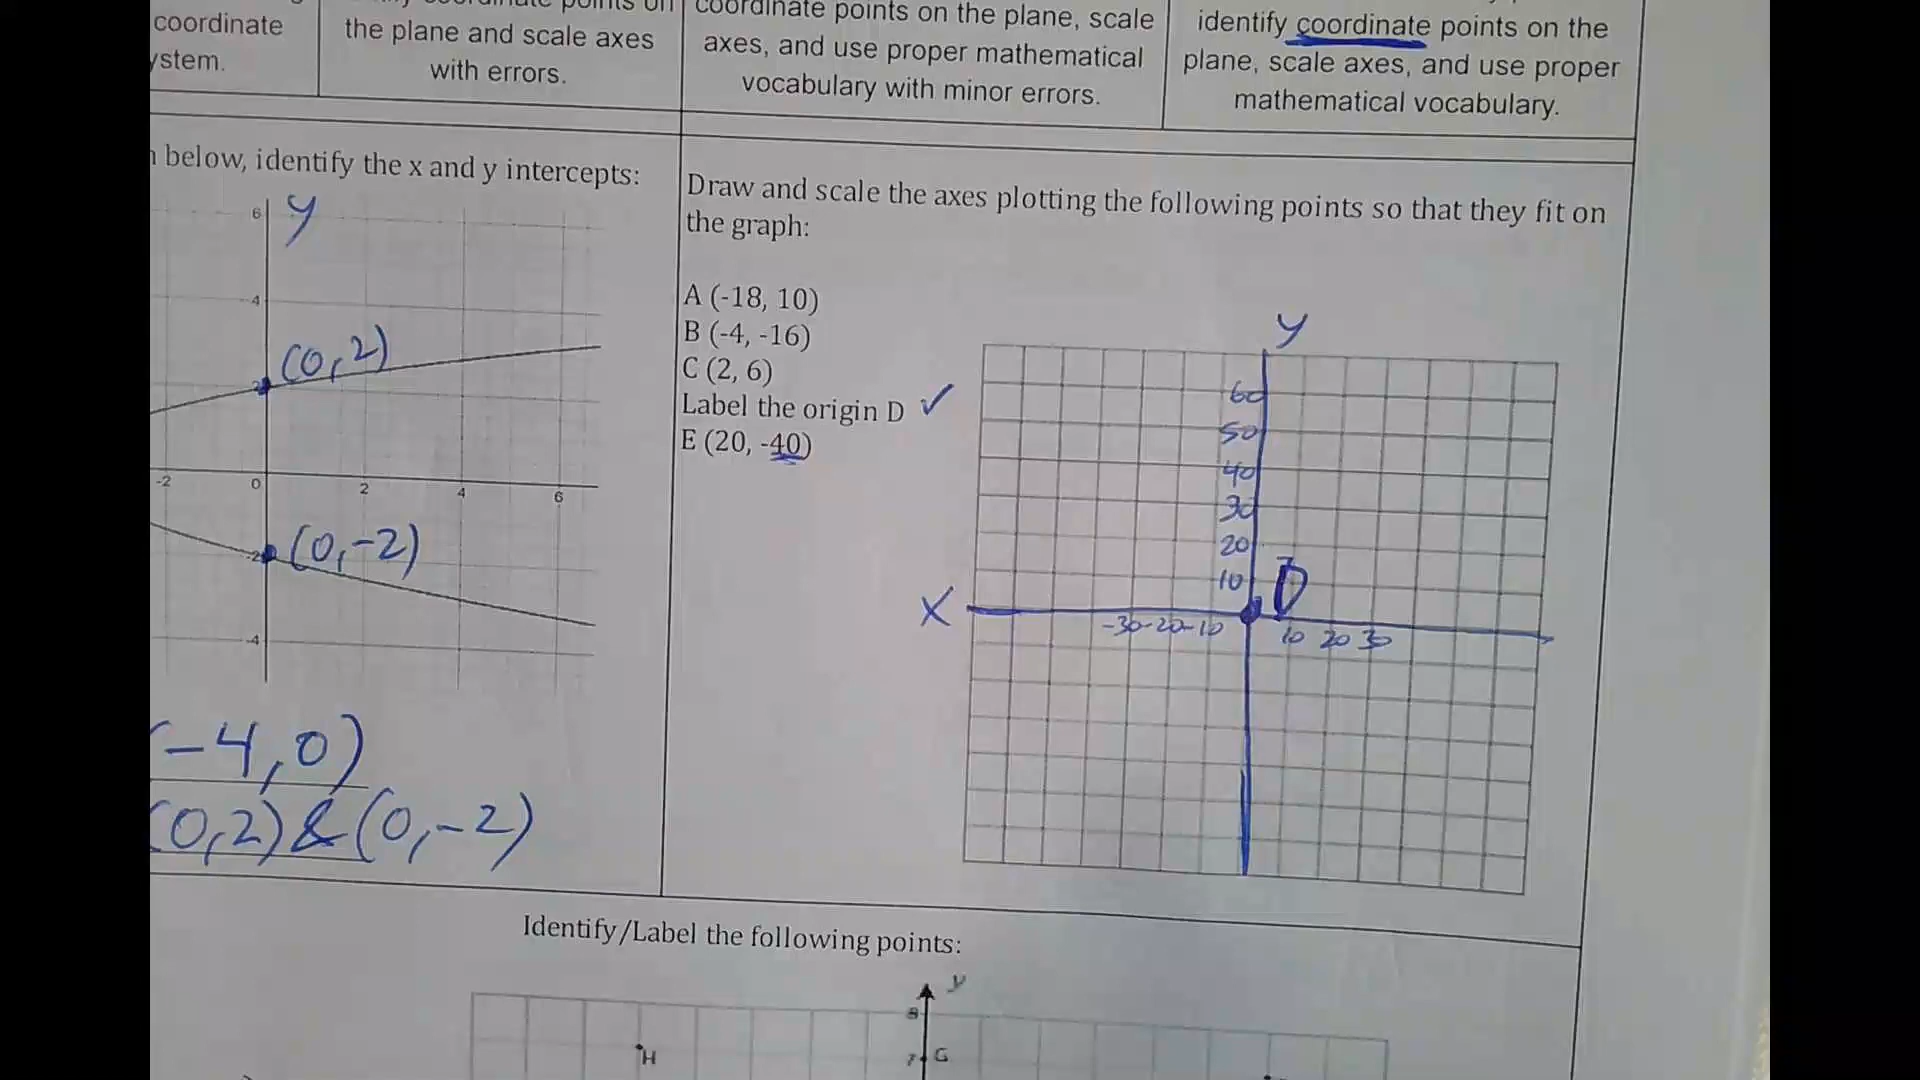 coordinate
ystem.
the plane and scale axes
with errors.
coordinate points on the plane, scale
axes, and use proper mathematical
vocabulary with minor errors.
identify coordinate points on the
plane, scale axes, and use proper
mathematical vocabulary.
below, identify the x and y intercepts:
6
y
4
(0,2)
2
-2
0
2
4
6
(0,-2)
-2
-4
(-4,0)
(0,2) & (0,-2)
Draw and scale the axes plotting the following points so that they fit on
the graph:
A (-18, 10)
B (-4, -16)
C (2, 6)
Label the origin D ✓
E (20, -40)
y
60
50
40
30
20
10
D
X
-30 -20 -10
10 20 30
Identify/Label the following points:
y
8
H
7
G